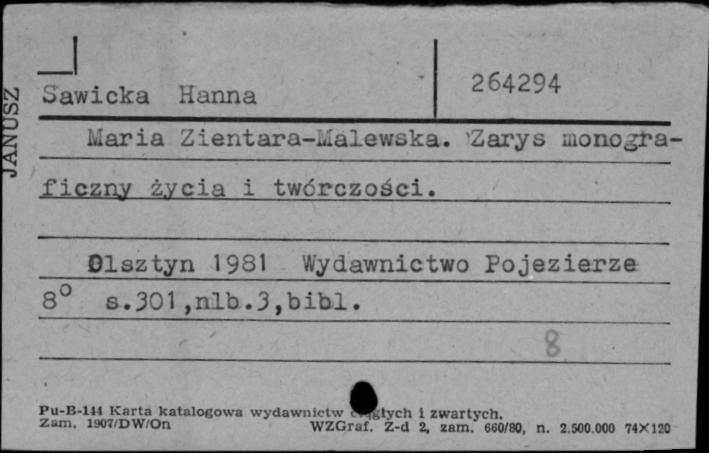 JANUSZ
Sawicka Hanna
264294
Maria Zientara-Malewska. Zarys monogra-
ficzny życia i twórczości.
Olsztyn 1981 Wydawnictwo Pojezierze
8° s.301,nlb.3,bibl.
8
Pu-B-144 Karta katalogowa wydawnictw ciągłych i zwartych.
Zam. 1907/DW/On WZGraf. Z-d 2, zam. 660/80, n. 2.500.000 74×120